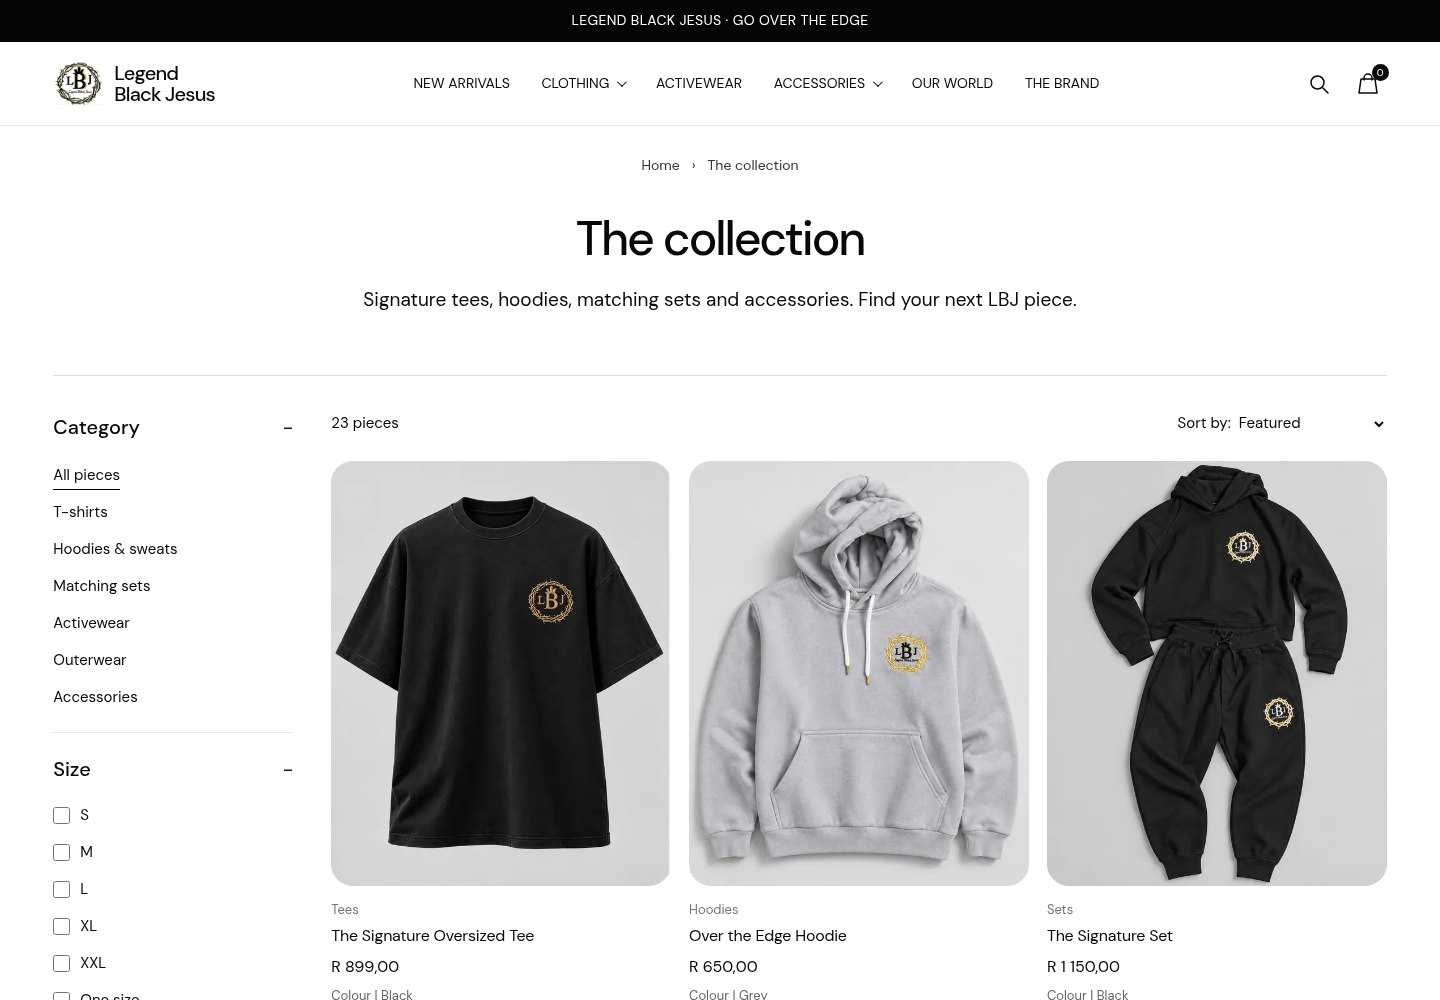 LEGEND BLACK JESUS · GO OVER THE EDGE
Legend
Black Jesus
NEW ARRIVALS
CLOTHING
ACTIVEWEAR
ACCESSORIES
OUR WORLD
THE BRAND
0
Home › The collection
The collection
Signature tees, hoodies, matching sets and accessories. Find your next LBJ piece.
Category
All pieces
T-shirts
Hoodies & sweats
Matching sets
Activewear
Outerwear
Accessories
Size
S
M
L
XL
XXL
One size
23 pieces
Sort by: Featured
LBJ
LBJ
LBJ
LBJ
Tees
The Signature Oversized Tee
R 899,00
Colour | Black
Hoodies
Over the Edge Hoodie
R 650,00
Colour | Grey
Sets
The Signature Set
R 1 150,00
Colour | Black